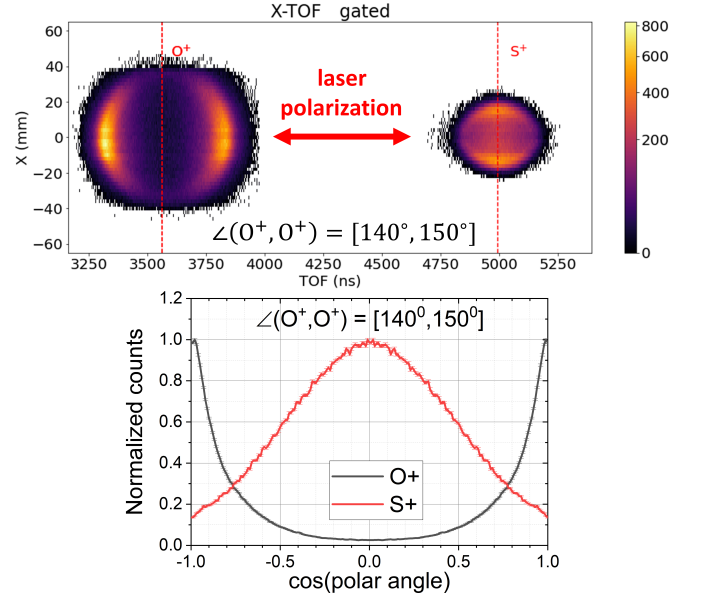 X-TOF gated
60
40
20
0
−20
−40
−60
X (mm)
O⁺
laser
polarization
S⁺
∠(O⁺, O⁺) = [140°, 150°]
3250 3500 3750 4000 4250 4500 4750 5000 5250
TOF (ns)
800
600
400
200
0
∠(O⁺,O⁺) = [140⁰,150⁰]
1.2
1.0
0.8
0.6
0.4
0.2
0.0
Normalized counts
O+
S+
-1.0 -0.5 0.0 0.5 1.0
cos(polar angle)